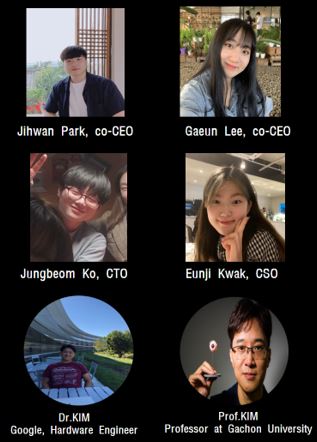 Jihwan Park, co-CEO
Gaeun Lee, co-CEO
Jungbeom Ko, CTO
Eunji Kwak, CSO
Dr.KIM
Google, Hardware Engineer
Prof.KIM
Professor at Gachon University